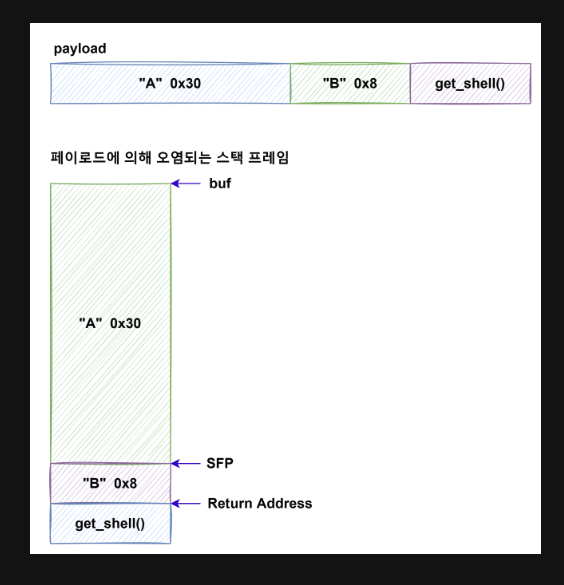 payload
"A" 0x30 "B" 0x8 get_shell()
페이로드에 의해 오염되는 스택 프레임
buf
"A" 0x30
SFP
"B" 0x8
Return Address
get_shell()